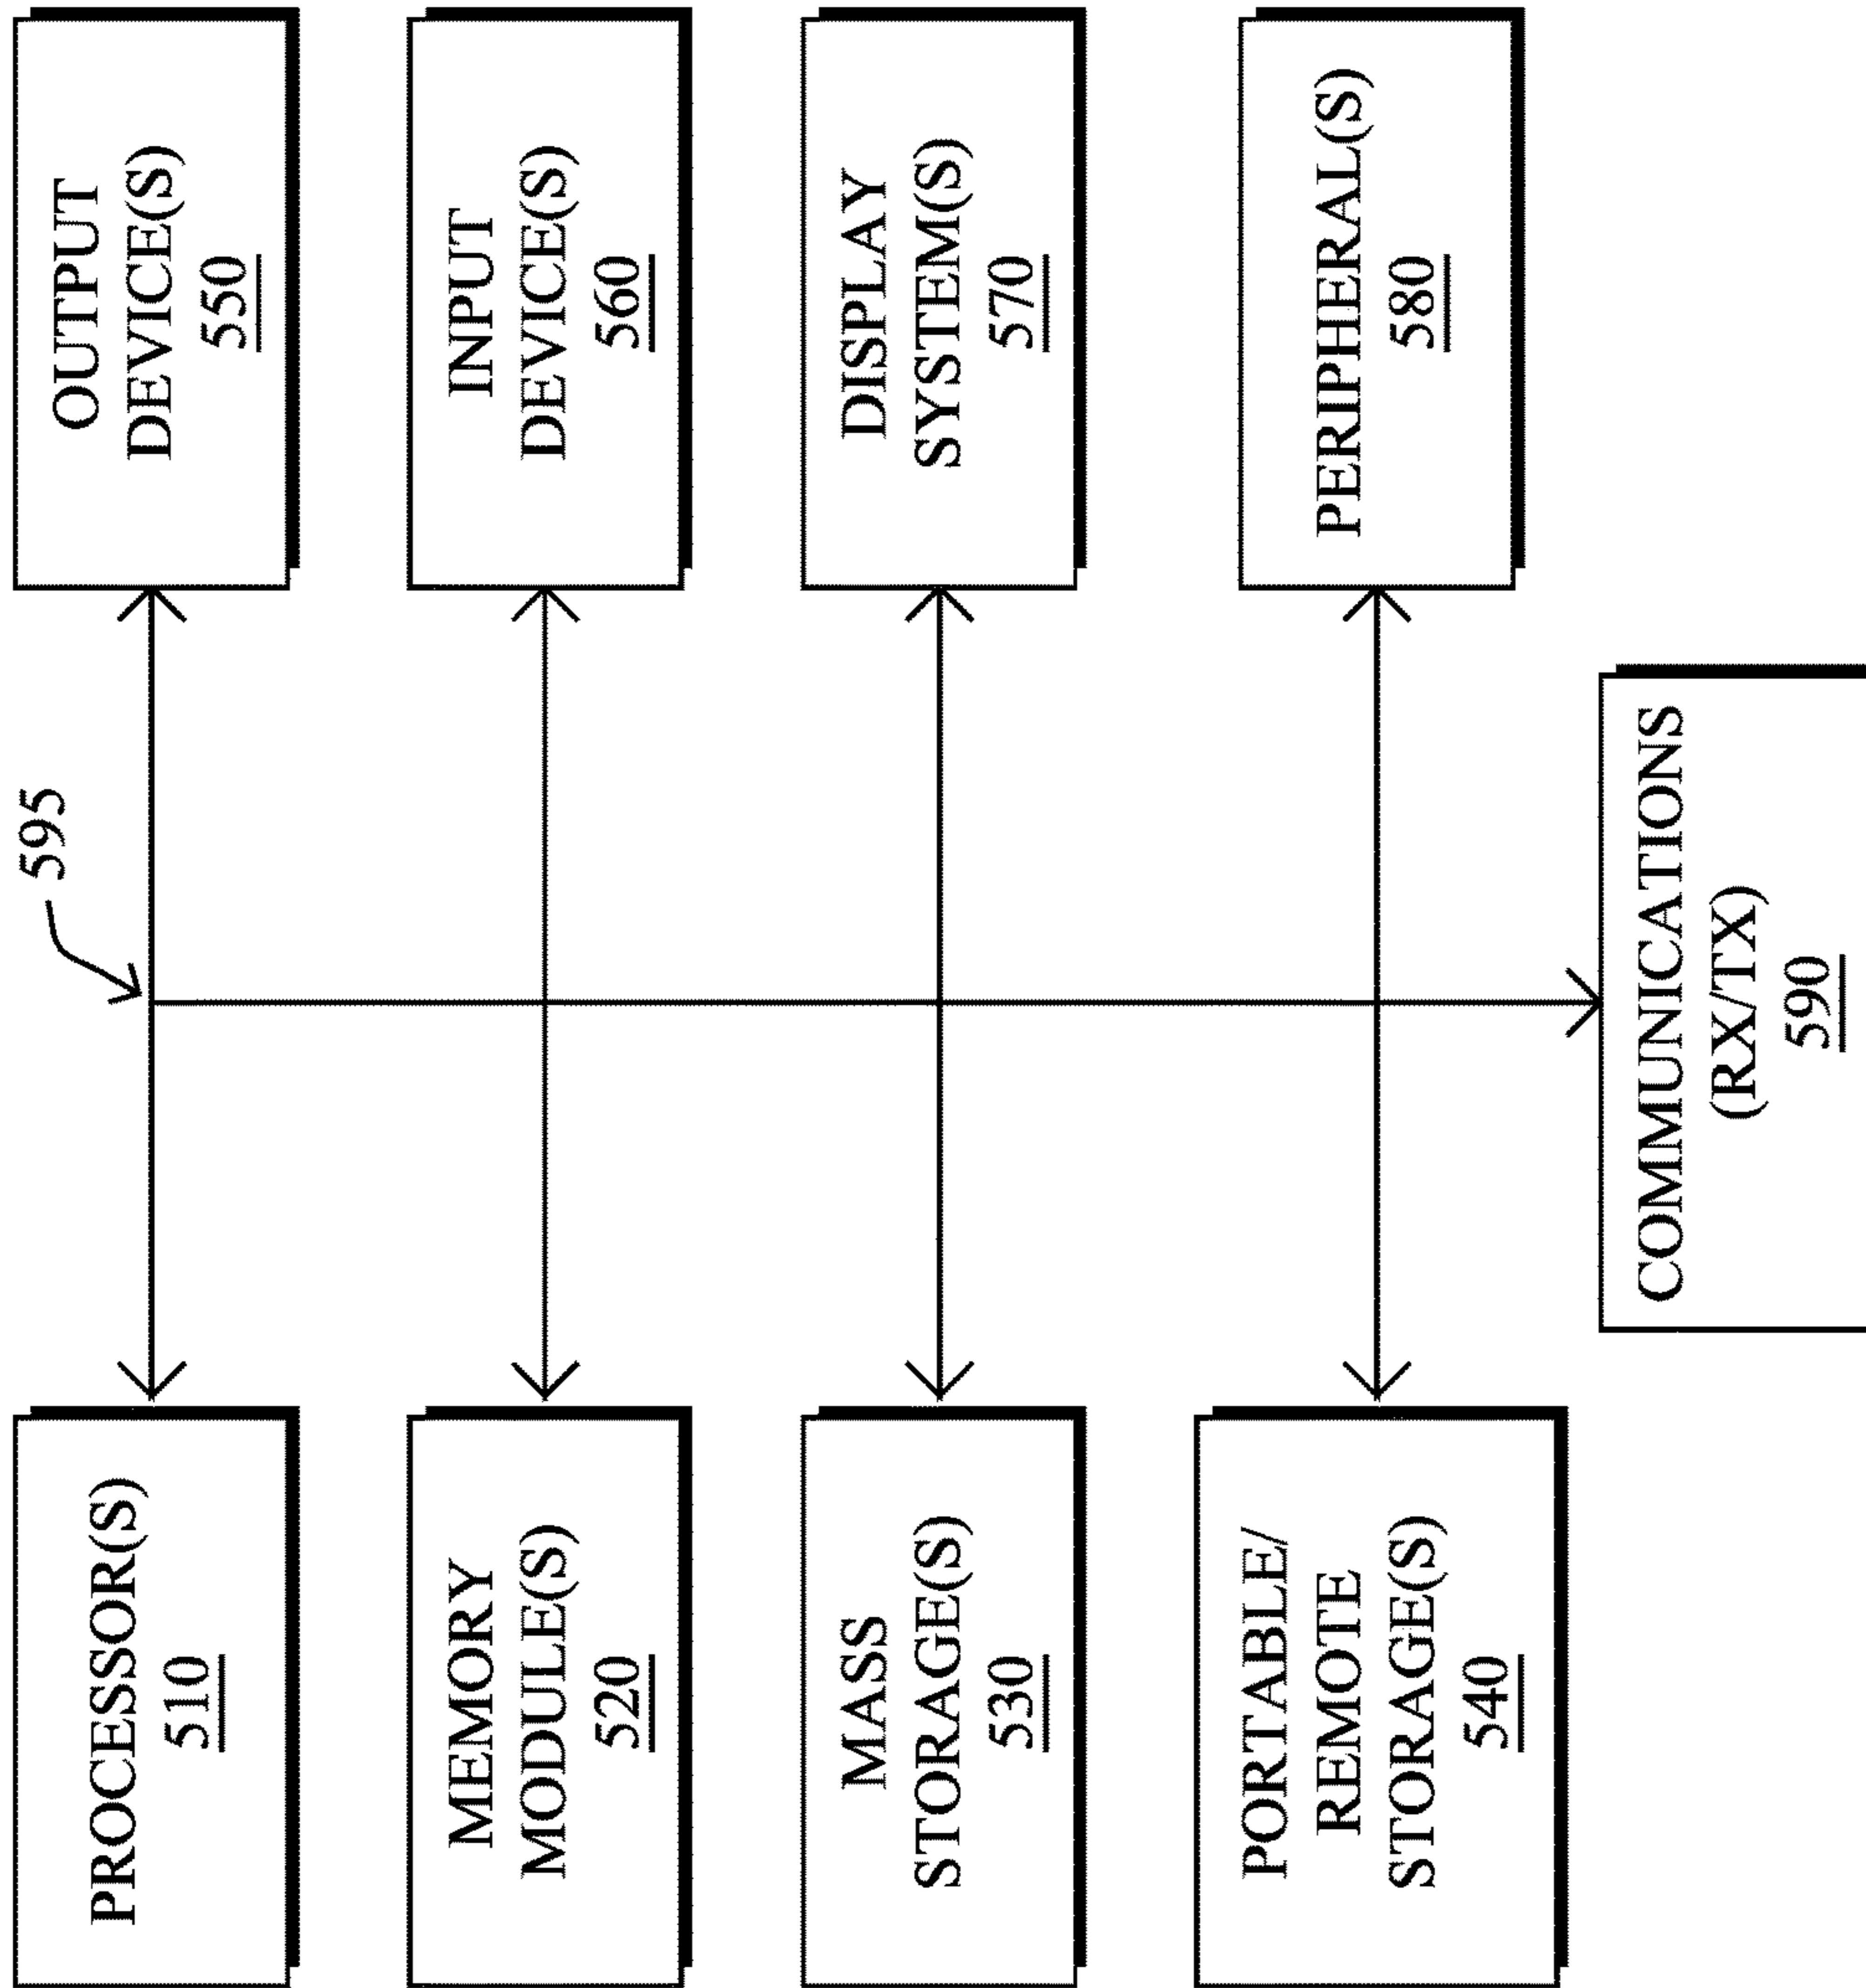 595
PROCESSOR(S)
510
OUTPUT
DEVICE(S)
550
MEMORY
MODULE(S)
520
INPUT
DEVICE(S)
560
MASS
STORAGE(S)
530
DISPLAY
SYSTEM(S)
570
PORTABLE/
REMOTE
STORAGE(S)
540
PERIPHERAL(S)
580
COMMUNICATIONS
(RX/TX)
590